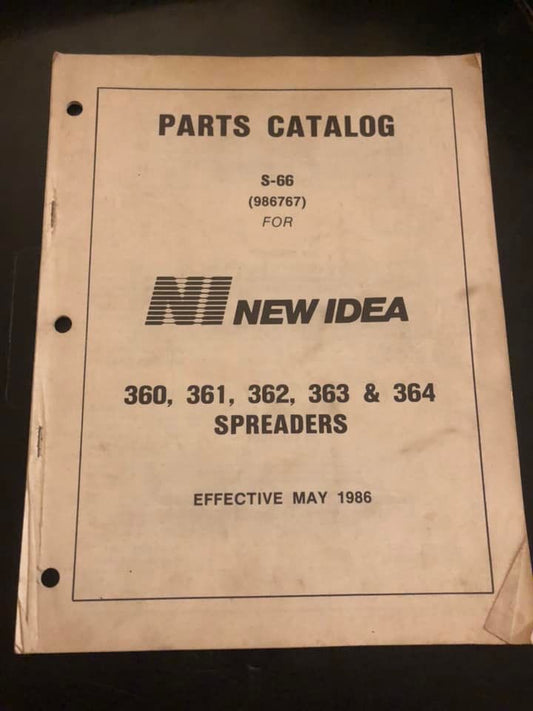 PARTS CATALOG
S-66
(986767)
FOR
NI NEW IDEA
360, 361, 362, 363 & 364
SPREADERS
EFFECTIVE MAY 1986